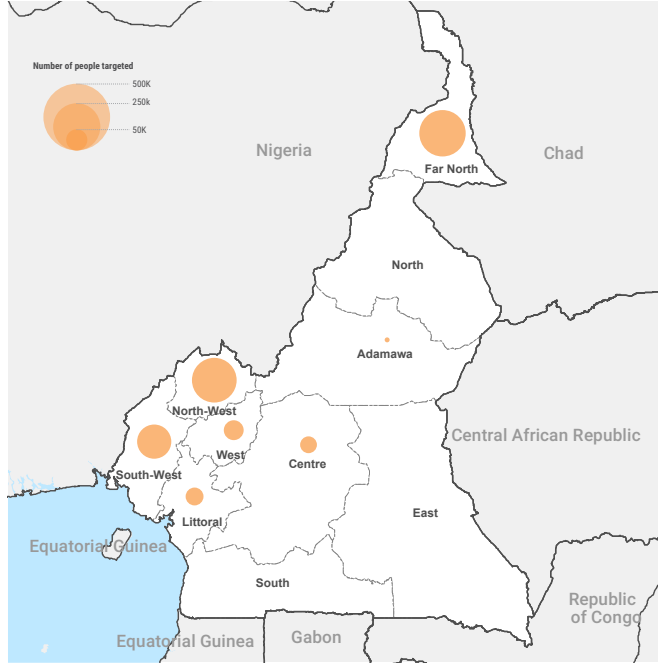 Number of people targeted
500K
250k
50K
Nigeria
Chad
Far North
North
Adamawa
North-West
West
South-West
Centre
Central African Republic
Littoral
East
Equatorial Guinea
South
Republic
of Congo
Equatorial Guinea
Gabon